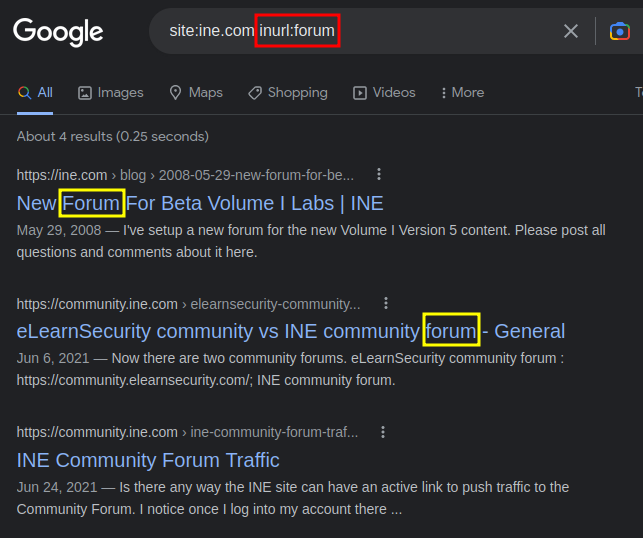 Google
site:ine.com inurl:forum
All Images Maps Shopping Videos More
About 4 results (0.25 seconds)
https://ine.com › blog › 2008-05-29-new-forum-for-be...
New Forum For Beta Volume I Labs | INE
May 29, 2008 — I've setup a new forum for the new Volume I Version 5 content. Please post all
questions and comments about it here.
https://community.ine.com › elearnsecurity-community...
eLearnSecurity community vs INE community forum - General
Jun 6, 2021 — Now there are two community forums. eLearnSecurity community forum :
https://community.elearnsecurity.com/; INE community forum.
https://community.ine.com › ine-community-forum-traf...
INE Community Forum Traffic
Jun 24, 2021 — Is there any way the INE site can have an active link to push traffic to the
Community Forum. I notice once I log into my account there ...